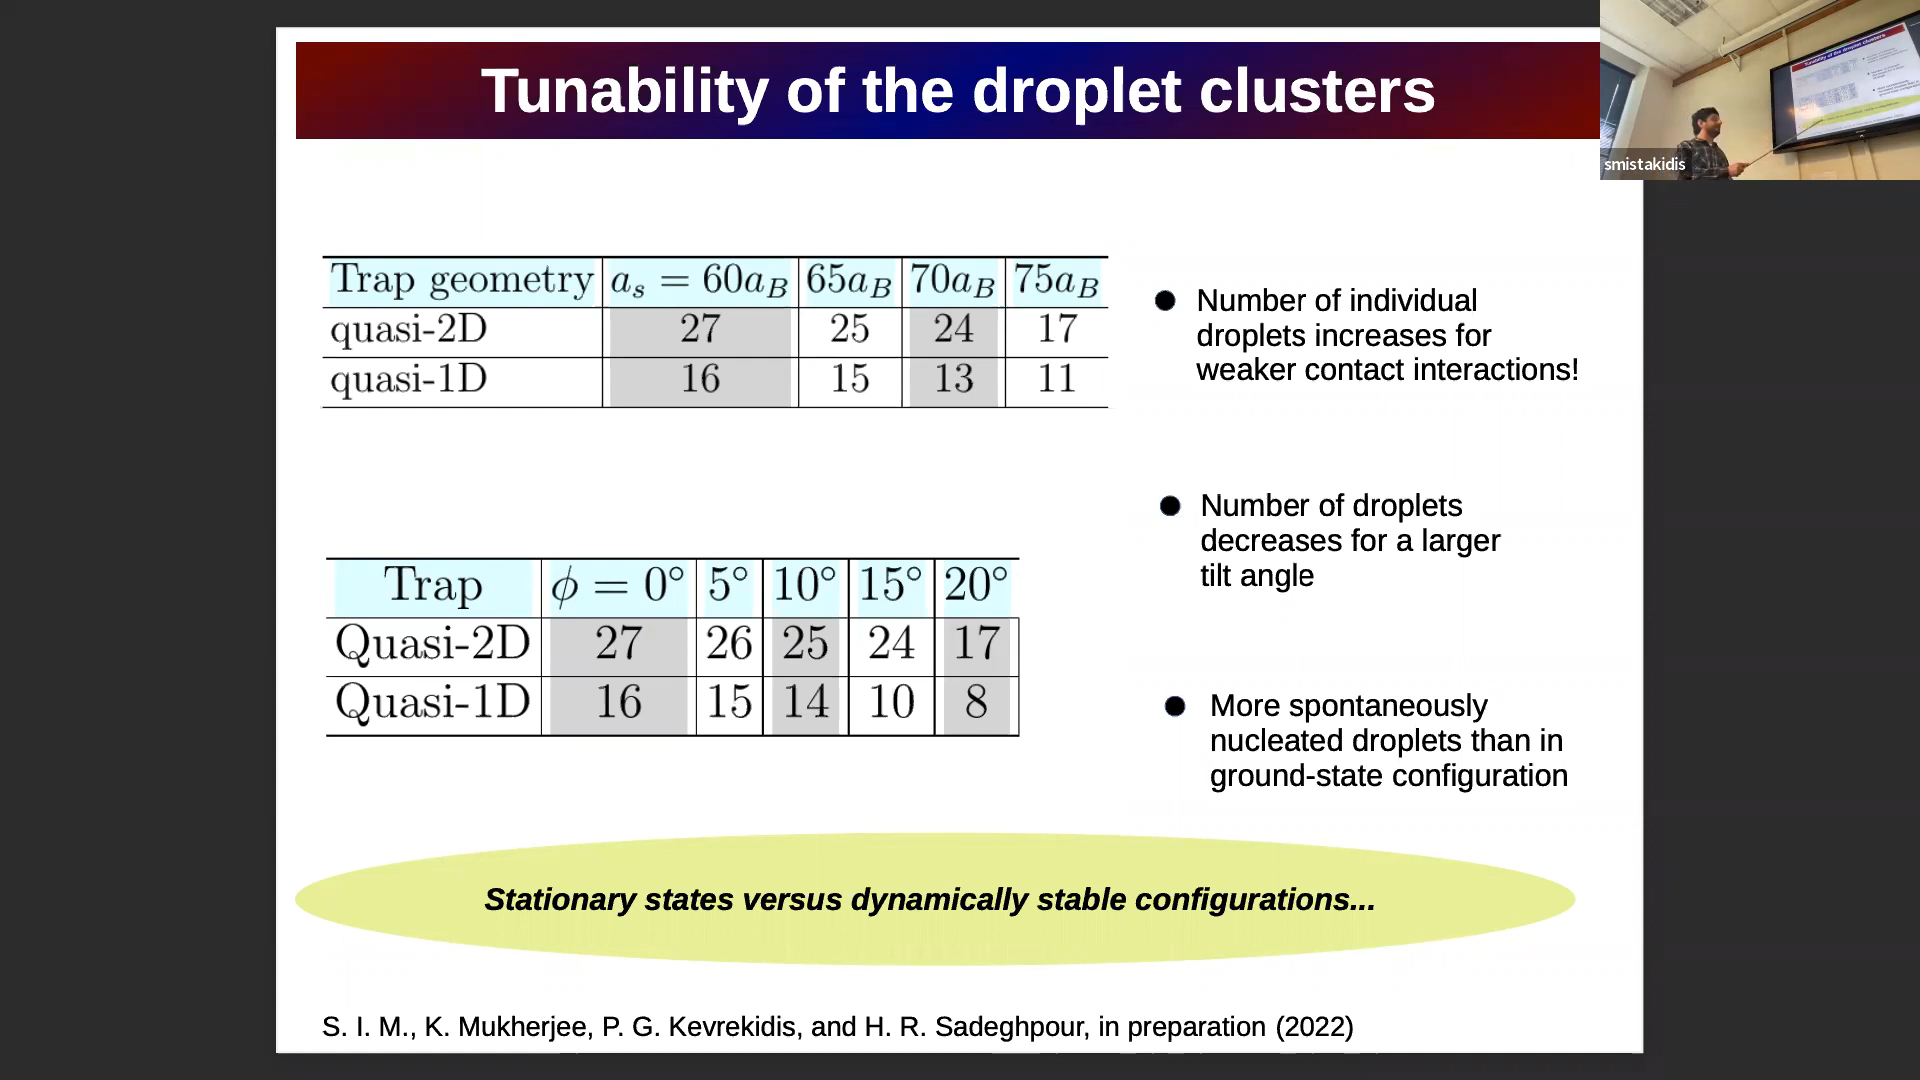 Tunability of the droplet clusters
smistakidis
Trap geometry a_s = 60a_B 65a_B 70a_B 75a_B
quasi-2D 27 25 24 17
quasi-1D 16 15 13 11
● Number of individual
droplets increases for
weaker contact interactions!
● Number of droplets
decreases for a larger
tilt angle
Trap ϕ = 0° 5° 10° 15° 20°
Quasi-2D 27 26 25 24 17
Quasi-1D 16 15 14 10 8
● More spontaneously
nucleated droplets than in
ground-state configuration
Stationary states versus dynamically stable configurations...
S. I. M., K. Mukherjee, P. G. Kevrekidis, and H. R. Sadeghpour, in preparation (2022)